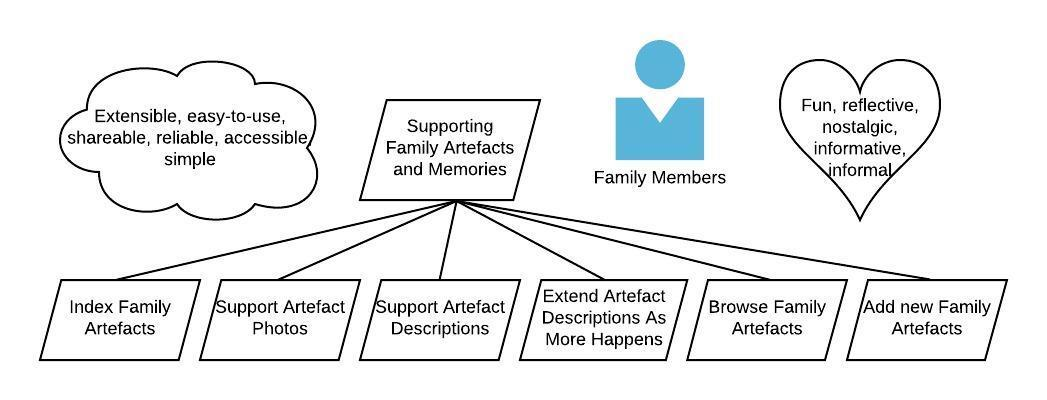 Extensible, easy-to-use,
shareable, reliable, accessible
simple
Supporting
Family Artefacts
and Memories
Family Members
Fun, reflective,
nostalgic,
informative,
informal
Index Family
Artefacts
Support Artefact
Photos
Support Artefact
Descriptions
Extend Artefact
Descriptions As
More Happens
Browse Family
Artefacts
Add new Family
Artefacts